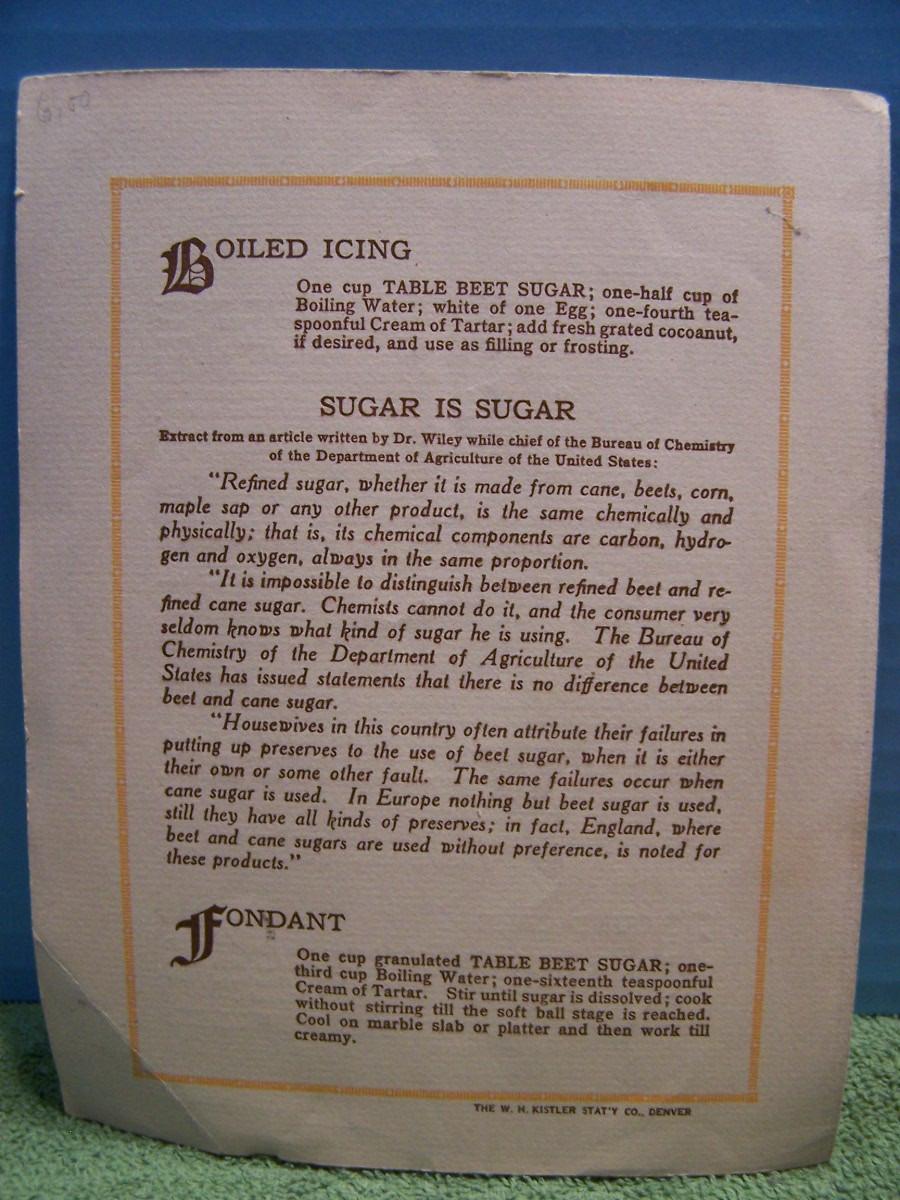 6.00
BOILED ICING
One cup TABLE BEET SUGAR; one-half cup of
Boiling Water; white of one Egg; one-fourth tea-
spoonful Cream of Tartar; add fresh grated cocoanut,
if desired, and use as filling or frosting.
SUGAR IS SUGAR
Extract from an article written by Dr. Wiley while chief of the Bureau of Chemistry
of the Department of Agriculture of the United States:
"Refined sugar, whether it is made from cane, beets, corn,
maple sap or any other product, is the same chemically and
physically; that is, its chemical components are carbon, hydro-
gen and oxygen, always in the same proportion.
"It is impossible to distinguish between refined beet and re-
fined cane sugar. Chemists cannot do it, and the consumer very
seldom knows what kind of sugar he is using. The Bureau of
Chemistry of the Department of Agriculture of the United
States has issued statements that there is no difference between
beet and cane sugar.
"Housewives in this country often attribute their failures in
putting up preserves to the use of beet sugar, when it is either
their own or some other fault. The same failures occur when
cane sugar is used. In Europe nothing but beet sugar is used,
still they have all kinds of preserves; in fact, England, where
beet and cane sugars are used without preference, is noted for
these products."
FONDANT
One cup granulated TABLE BEET SUGAR; one-
third cup Boiling Water; one-sixteenth teaspoonful
Cream of Tartar. Stir until sugar is dissolved; cook
without stirring till the soft ball stage is reached.
Cool on marble slab or platter and then work till
creamy.
THE W. H. KISTLER STAT'Y CO., DENVER